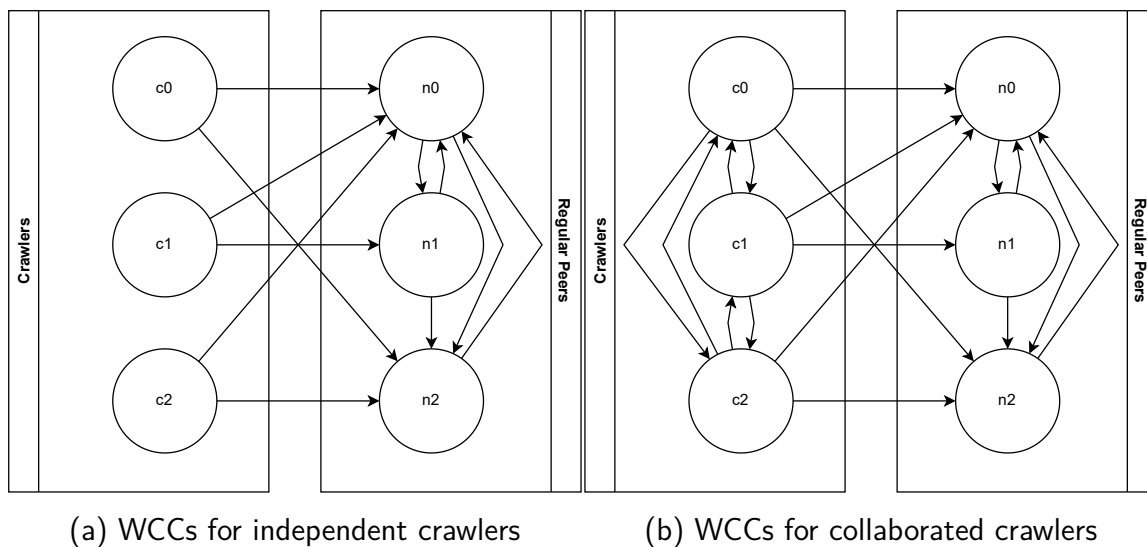 Crawlers
c0
c1
c2
n0
n1
n2
Regular Peers
Crawlers
c0
c1
c2
n0
n1
n2
Regular Peers
(a) WCCs for independent crawlers
(b) WCCs for collaborated crawlers